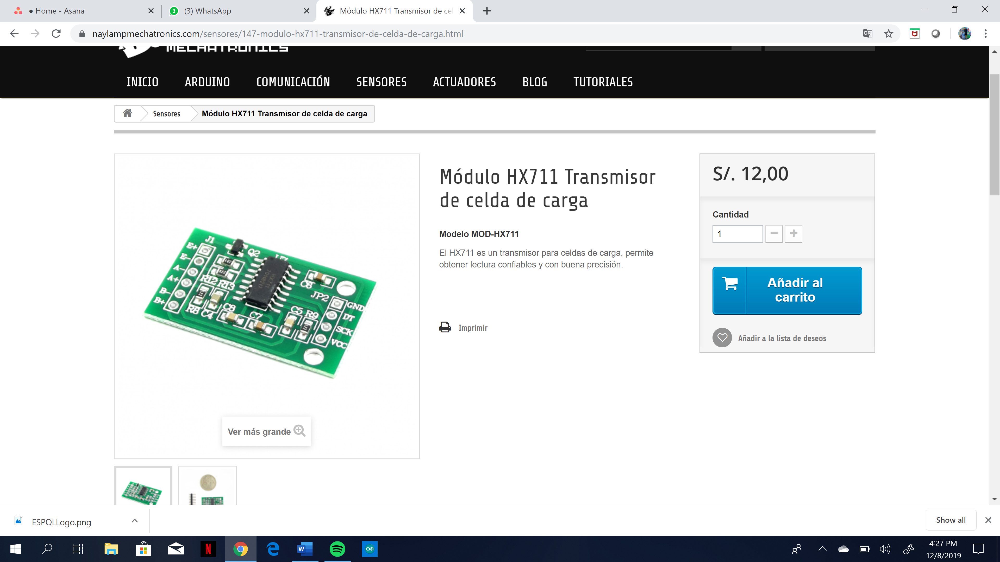 Home - Asana
(3) WhatsApp
Módulo HX711 Transmisor de cel
naylampmechatronics.com/sensores/147-modulo-hx711-transmisor-de-celda-de-carga.html
MECHATRONICS
INICIO ARDUINO COMUNICACIÓN SENSORES ACTUADORES BLOG TUTORIALES
Sensores Módulo HX711 Transmisor de celda de carga
Módulo HX711 Transmisor
de celda de carga
Modelo MOD-HX711
El HX711 es un transmisor para celdas de carga, permite
obtener lectura confiables y con buena precisión.
Imprimir
S/. 12,00
Cantidad
1
Añadir al
carrito
Añadir a la lista de deseos
J1
E+
E-
A-
A+
B-
B+
Q2
R12 R13
R8 C4 C8
C7
C5 R9
C6
JP2
GND
DT
SCK
VCC
HX711
Ver más grande
ESPOLLogo.png
Show all
4:27 PM
12/8/2019